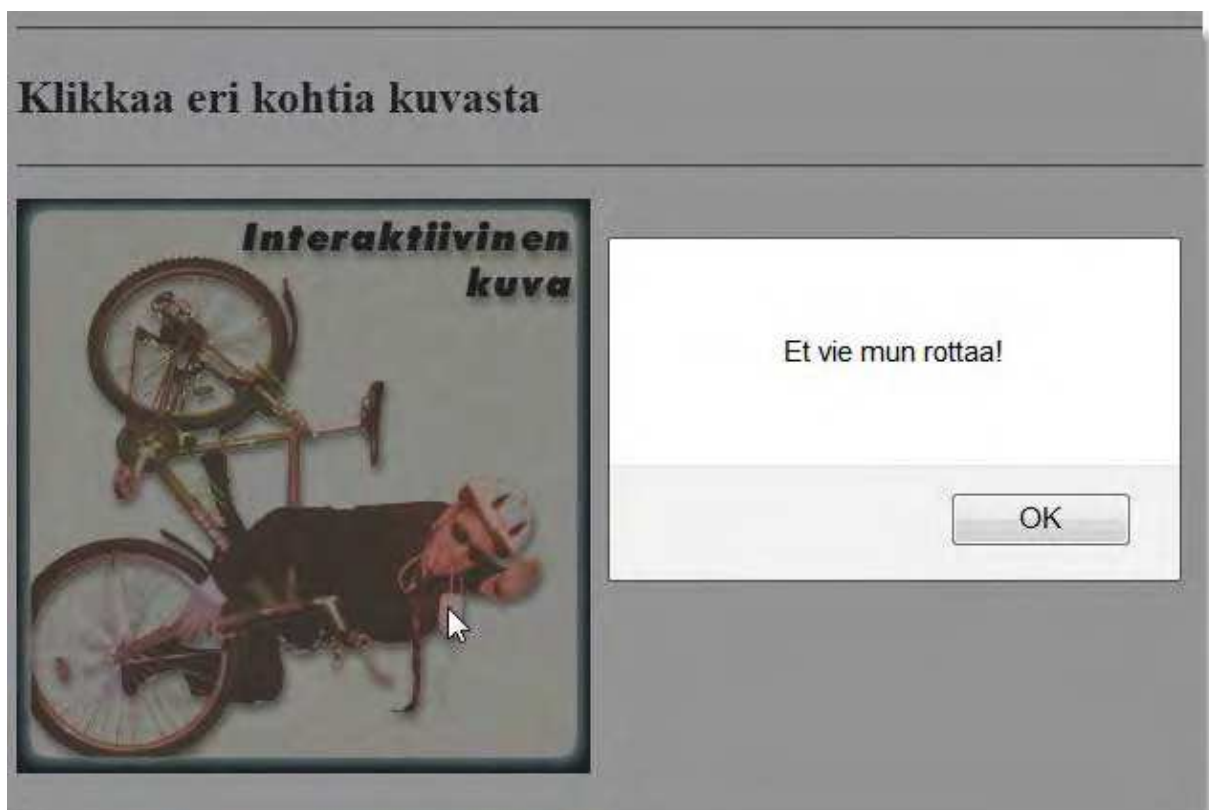 Klikkaa eri kohtia kuvasta
Interaktiivinen
kuva
Et vie mun rottaa!
OK